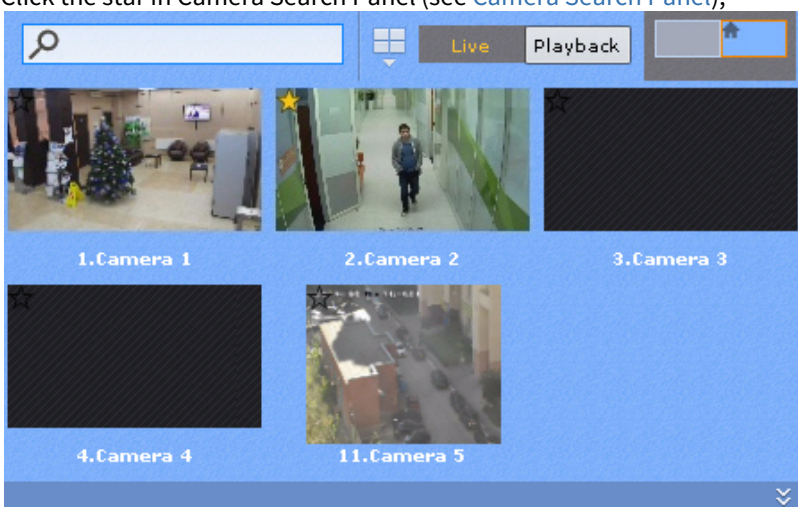 Click the star in Camera Search Panel (see Camera Search Panel);
Live
Playback
1.Camera 1
2.Camera 2
3.Camera 3
4.Camera 4
11.Camera 5